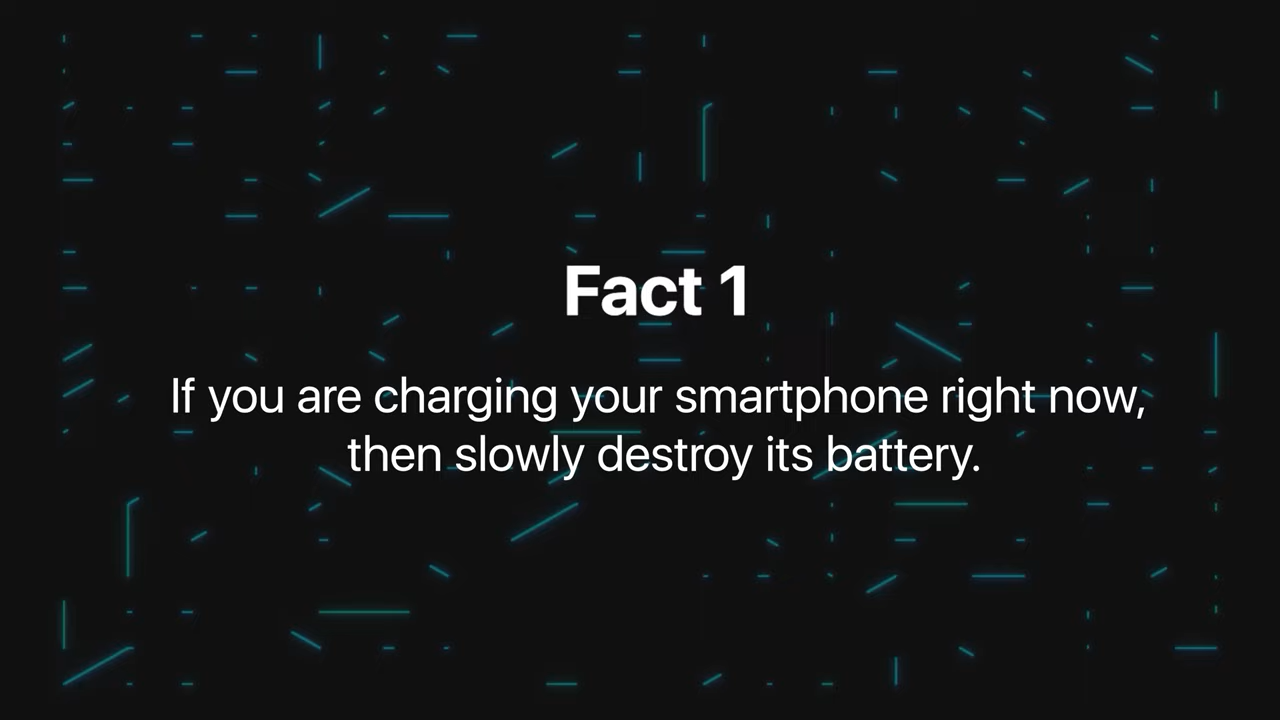 Fact 1
If you are charging your smartphone right now,
then slowly destroy its battery.